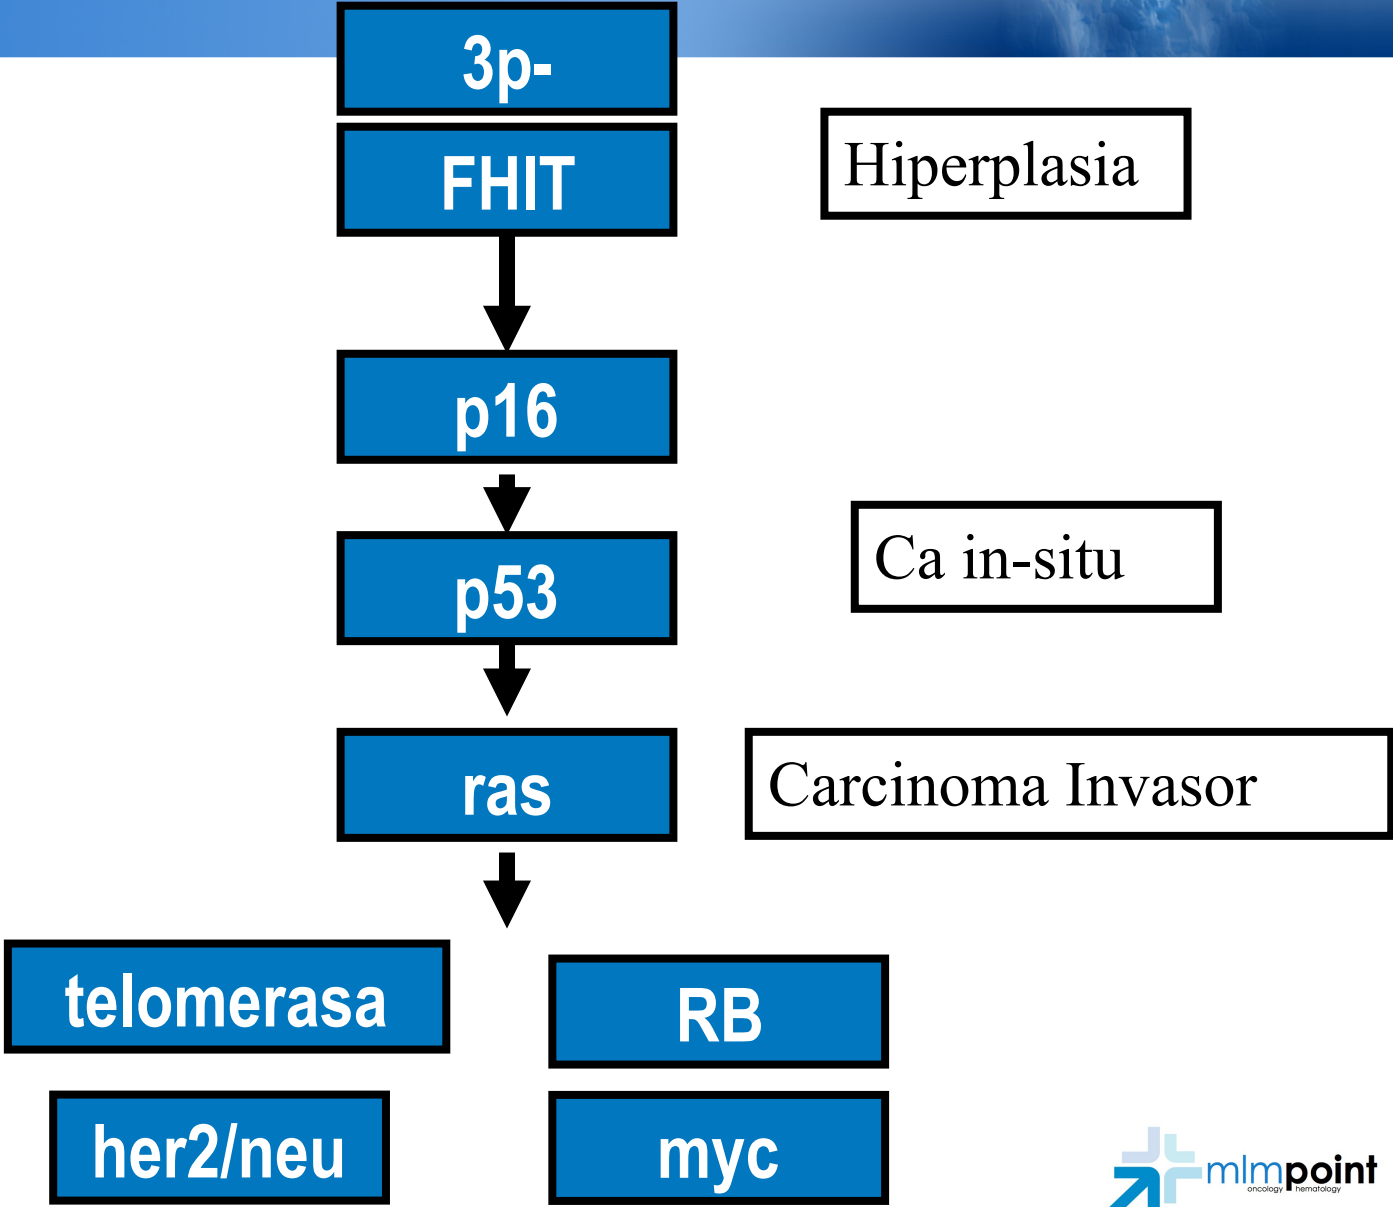 3p-
FHIT
Hiperplasia
p16
p53
Ca in-situ
ras
Carcinoma Invasor
telomerasa
RB
her2/neu
myc
mlmpoint
oncology hematology